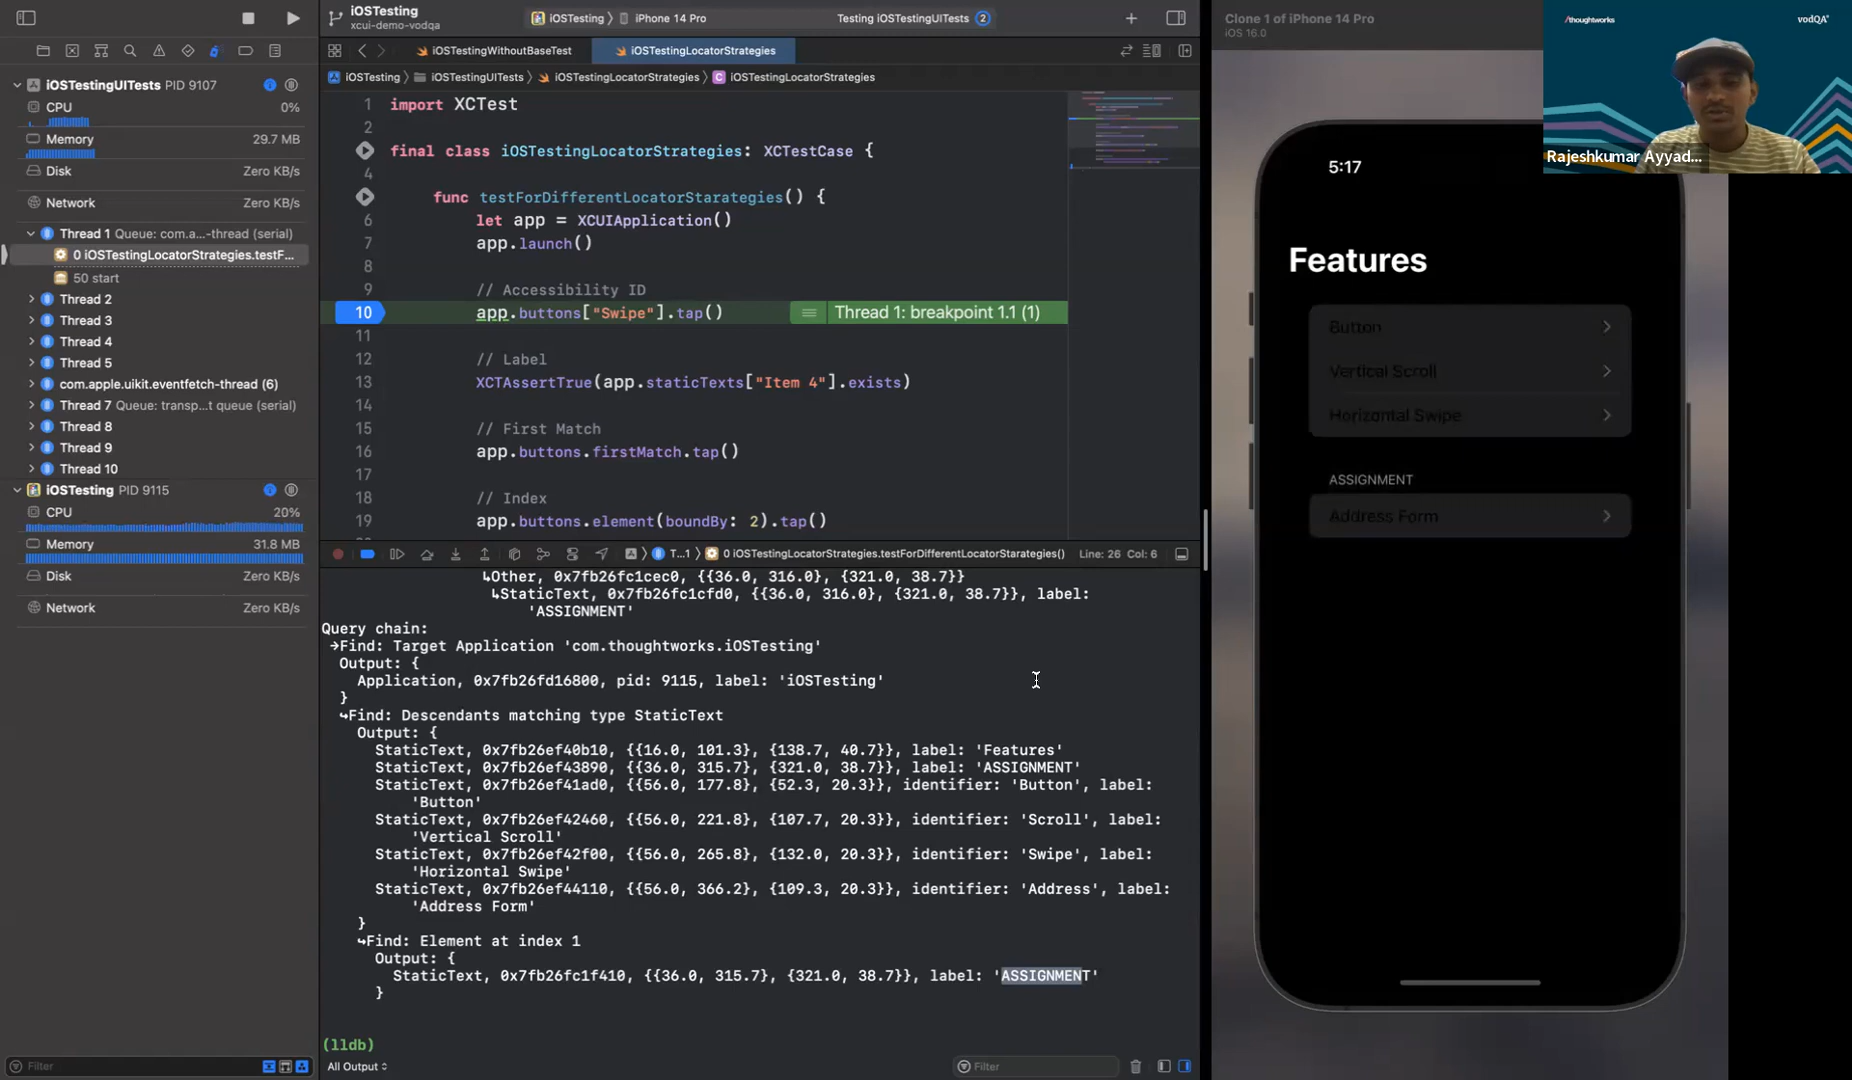 iOSTesting
xcui-demo-vodqa
iOSTesting
iPhone 14 Pro
Testing iOSTestingUITests
2
iOSTestingWithoutBaseTest
iOSTestingLocatorStrategies
iOSTesting
iOSTestingUITests
iOSTestingLocatorStrategies
iOSTestingLocatorStrategies
iOSTestingUITests PID 9107
CPU 0%
Memory 29.7 MB
Disk Zero KB/s
Network Zero KB/s
Thread 1 Queue: com.a...-thread (serial)
0 iOSTestingLocatorStrategies.testF...
50 start
Thread 2
Thread 3
Thread 4
Thread 5
com.apple.uikit.eventfetch-thread (6)
Thread 7 Queue: transp...t queue (serial)
Thread 8
Thread 9
Thread 10
iOSTesting PID 9115
CPU 20%
Memory 31.8 MB
Disk Zero KB/s
Network Zero KB/s
Filter
1 import XCTest
2
3 final class iOSTestingLocatorStrategies: XCTestCase {
4
func testForDifferentLocatorStarategies() {
6 let app = XCUIApplication()
7 app.launch()
8
9 // Accessibility ID
10 app.buttons["Swipe"].tap() Thread 1: breakpoint 1.1 (1)
11
12 // Label
13 XCTAssertTrue(app.staticTexts["Item 4"].exists)
14
15 // First Match
16 app.buttons.firstMatch.tap()
17
18 // Index
19 app.buttons.element(boundBy: 2).tap()
T...1
0 iOSTestingLocatorStrategies.testForDifferentLocatorStarategies()
Line: 26 Col: 6
↳Other, 0x7fb26fc1cec0, {{36.0, 316.0}, {321.0, 38.7}}
↳StaticText, 0x7fb26fc1cfd0, {{36.0, 316.0}, {321.0, 38.7}}, label:
'ASSIGNMENT'
Query chain:
→Find: Target Application 'com.thoughtworks.iOSTesting'
Output: {
Application, 0x7fb26fd16800, pid: 9115, label: 'iOSTesting'
}
↪Find: Descendants matching type StaticText
Output: {
StaticText, 0x7fb26ef40b10, {{16.0, 101.3}, {138.7, 40.7}}, label: 'Features'
StaticText, 0x7fb26ef43890, {{36.0, 315.7}, {321.0, 38.7}}, label: 'ASSIGNMENT'
StaticText, 0x7fb26ef41ad0, {{56.0, 177.8}, {52.3, 20.3}}, identifier: 'Button', label:
'Button'
StaticText, 0x7fb26ef42460, {{56.0, 221.8}, {107.7, 20.3}}, identifier: 'Scroll', label:
'Vertical Scroll'
StaticText, 0x7fb26ef42f00, {{56.0, 265.8}, {132.0, 20.3}}, identifier: 'Swipe', label:
'Horizontal Swipe'
StaticText, 0x7fb26ef44110, {{56.0, 366.2}, {109.3, 20.3}}, identifier: 'Address', label:
'Address Form'
}
↪Find: Element at index 1
Output: {
StaticText, 0x7fb26fc1f410, {{36.0, 315.7}, {321.0, 38.7}}, label: 'ASSIGNMENT'
}
(lldb)
All Output
Filter
Clone 1 of iPhone 14 Pro
iOS 16.0
5:17
Features
Button
Vertical Scroll
Horizontal Swipe
ASSIGNMENT
Address Form
/thoughtworks
vodQA
Rajeshkumar Ayyad...